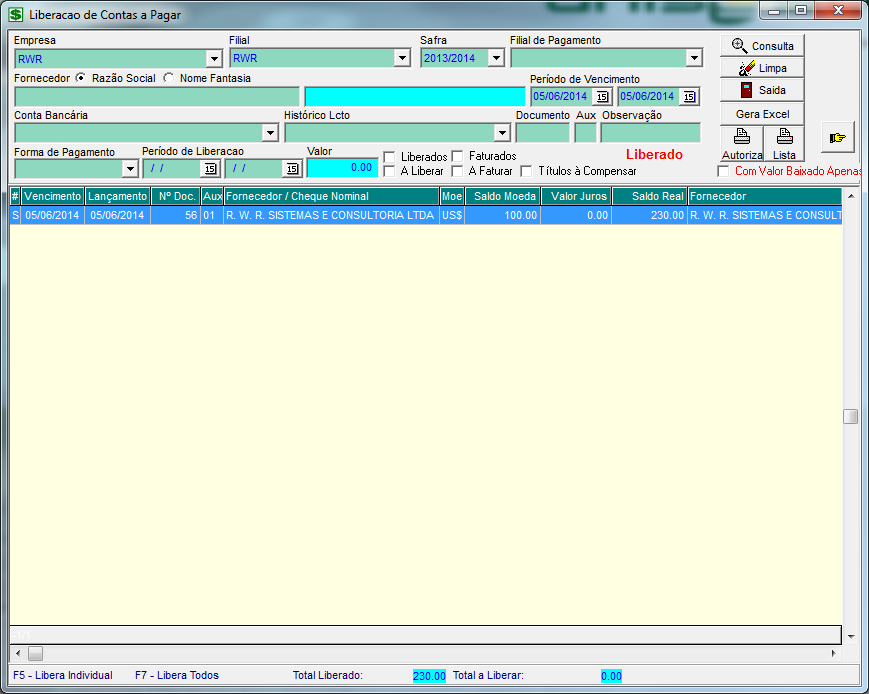 Liberacao de Contas a Pagar
Empresa Filial Safra Filial de Pagamento
RWR RWR 2013/2014
Consulta
Limpa
Saida
Gera Excel
Autoriza Lista
Fornecedor Razão Social Nome Fantasia Período de Vencimento
05/06/2014 15 05/06/2014 15
Conta Bancária Histórico Lcto Documento Aux Observação
Forma de Pagamento Período de Liberacao Valor
/ / 15 / / 15 0.00
Liberados Faturados Liberado
A Liberar A Faturar Títulos à Compensar Com Valor Baixado Apenas
# Vencimento Lançamento Nº Doc. Aux Fornecedor / Cheque Nominal Moe Saldo Moeda Valor Juros Saldo Real Fornecedor
S 05/06/2014 05/06/2014 56 01 R. W. R. SISTEMAS E CONSULTORIA LTDA US$ 100.00 0.00 230.00 R. W. R. SISTEMAS E CONSULT
F5 - Libera Individual F7 - Libera Todos Total Liberado: 230.00 Total a Liberar: 0.00